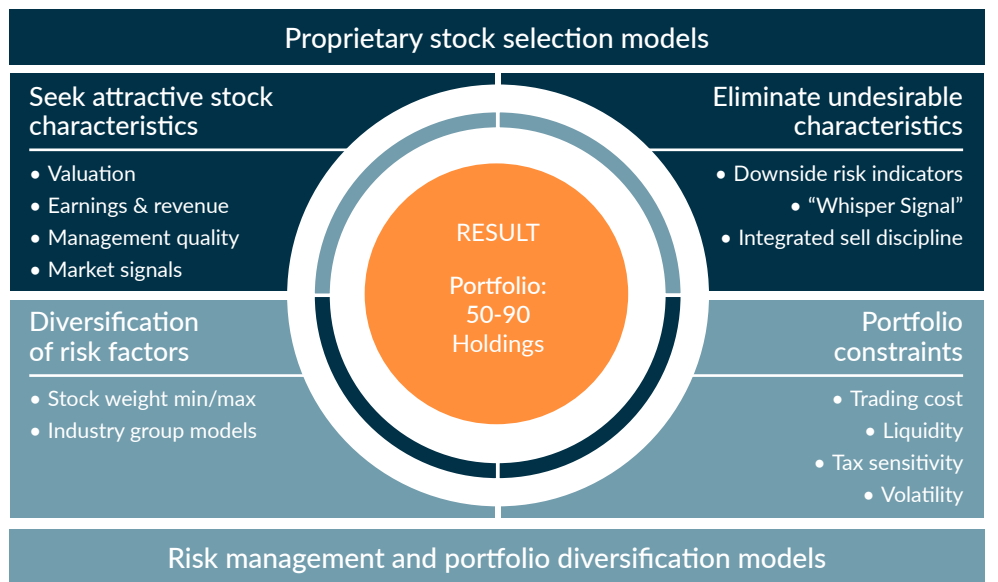 Proprietary stock selection models
Seek attractive stock
characteristics
• Valuation
• Earnings & revenue
• Management quality
• Market signals
Eliminate undesirable
characteristics
• Downside risk indicators
• “Whisper Signal”
• Integrated sell discipline
RESULT
Portfolio:
50-90
Holdings
Diversification
of risk factors
• Stock weight min/max
• Industry group models
Portfolio
constraints
• Trading cost
• Liquidity
• Tax sensitivity
• Volatility
Risk management and portfolio diversification models